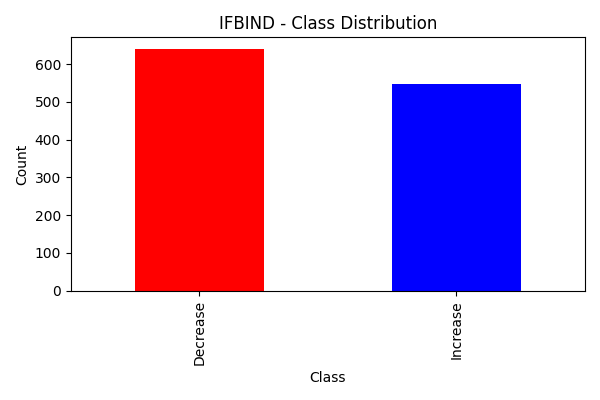 IFBIND - Class Distribution
Count
600
500
400
300
200
100
0
Decrease
Increase
Class